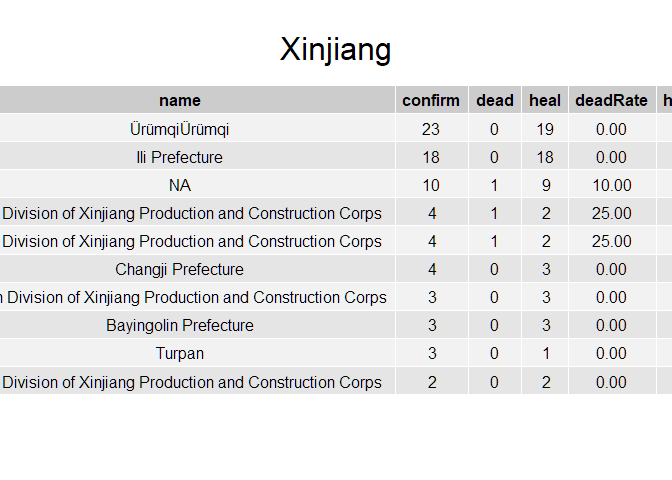 Xinjiang
name confirm dead heal deadRate
ÜrümqiÜrümqi 23 0 19 0.00
Ili Prefecture 18 0 18 0.00
NA 10 1 9 10.00
Division of Xinjiang Production and Construction Corps 4 1 2 25.00
Division of Xinjiang Production and Construction Corps 4 1 2 25.00
Changji Prefecture 4 0 3 0.00
Division of Xinjiang Production and Construction Corps 3 0 3 0.00
Bayingolin Prefecture 3 0 3 0.00
Turpan 3 0 1 0.00
Division of Xinjiang Production and Construction Corps 2 0 2 0.00